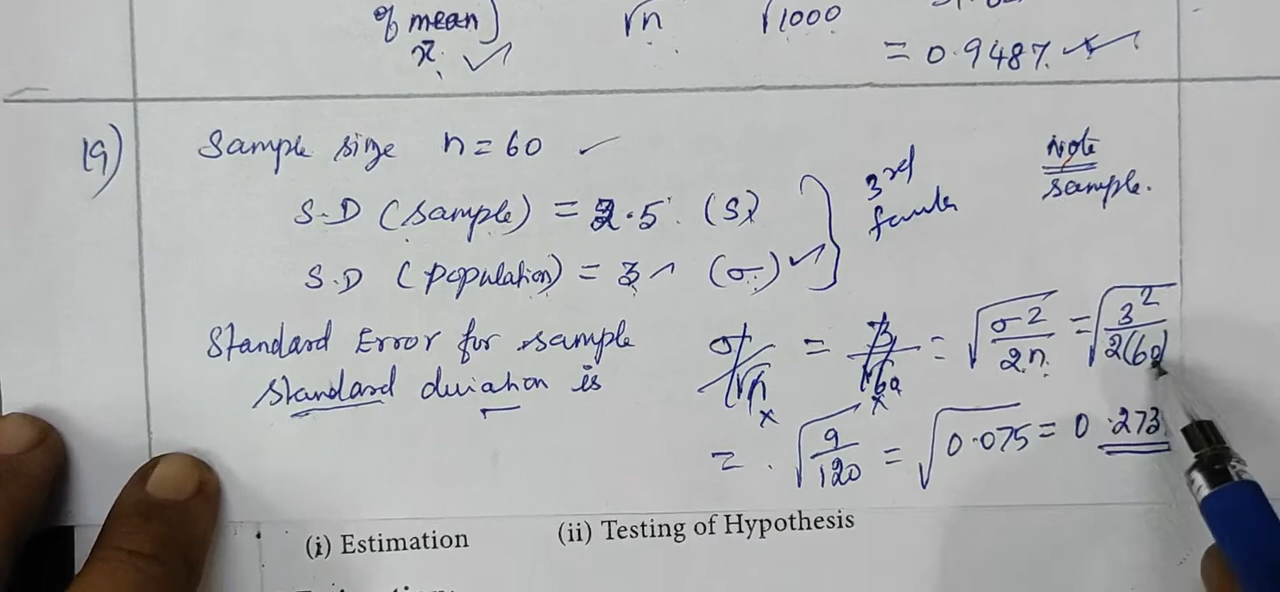 of mean) √n √1000
x̄. = 0.9487.
19) Sample size n = 60 Note
S.D (sample) = 2.5 (s) 3rd sample.
S.D (population) = 3 (σ)
Standard Error for sample σ/√n = 3/√60 = √σ2/2n = √3²/2(60)
standard duiation is
= . √9/120 = √0.075 = 0.273
(i) Estimation (ii) Testing of Hypothesis